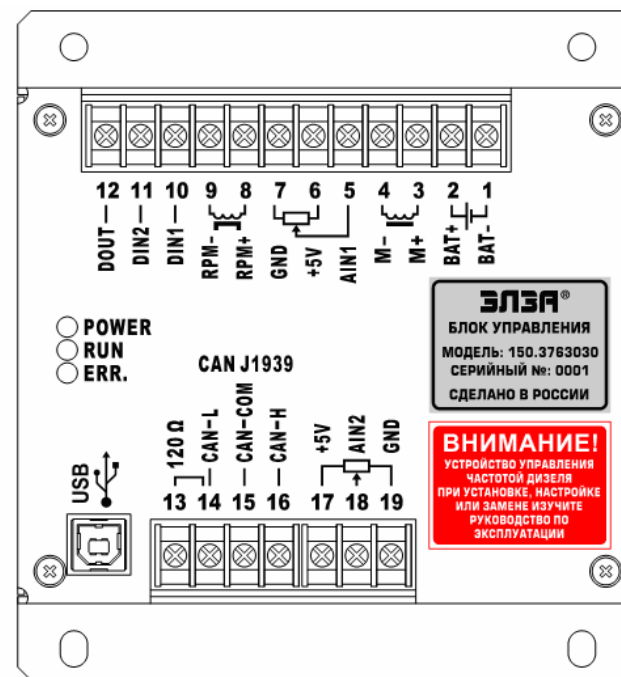 12 11 10 9 8 7 6 5 4 3 2 1
DOUT
DIN2
DIN1
RPM-
RPM+
GND
+5V
AIN1
M-
M+
BAT+
BAT-
POWER
RUN
ERR.
ЭЛЗА®
БЛОК УПРАВЛЕНИЯ
МОДЕЛЬ: 150.3763030
СЕРИЙНЫЙ №: 0001
СДЕЛАНО В РОССИИ
CAN J1939
120 Ω
CAN-L
CAN-COM
CAN-H
+5V
AIN2
GND
13 14 15 16 17 18 19
USB
ВНИМАНИЕ!
УСТРОЙСТВО УПРАВЛЕНИЯ
ЧАСТОТОЙ ДИЗЕЛЯ
ПРИ УСТАНОВКЕ, НАСТРОЙКЕ
ИЛИ ЗАМЕНЕ ИЗУЧИТЕ
РУКОВОДСТВО ПО
ЭКСПЛУАТАЦИИ